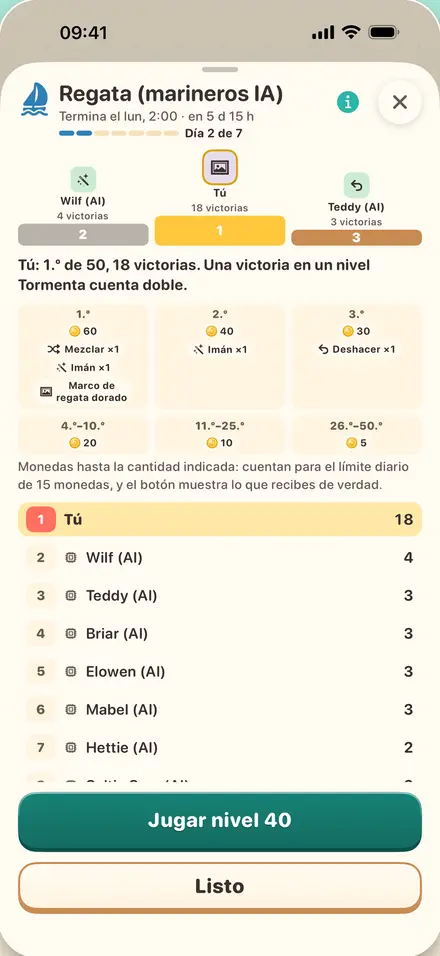 09:41
Regata (marineros IA)
Termina el lun, 2:00 · en 5 d 15 h
Día 2 de 7
Wilf (AI)
4 victorias
2
Tú
18 victorias
1
Teddy (AI)
3 victorias
3
Tú: 1.º de 50, 18 victorias. Una victoria en un nivel
Tormenta cuenta doble.
1.º
60
Mezclar ×1
Imán ×1
Marco de
regata dorado
2.º
40
Imán ×1
3.º
30
Deshacer ×1
4.º–10.º
20
11.º–25.º
10
26.º–50.º
5
Monedas hasta la cantidad indicada: cuentan para el límite diario
de 15 monedas, y el botón muestra lo que recibes de verdad.
1 Tú 18
2 Wilf (AI) 4
3 Teddy (AI) 3
4 Briar (AI) 3
5 Elowen (AI) 3
6 Mabel (AI) 3
7 Hettie (AI) 2
Jugar nivel 40
Listo